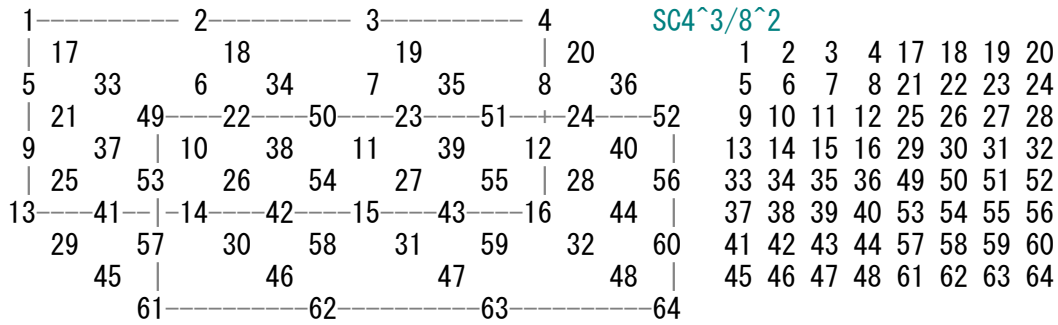 1----------- 2----------- 3----------- 4 SC4^3/8^2
| 17 18 19 | 20 1 2 3 4 17 18 19 20
5 33 6 34 7 35 8 36 5 6 7 8 21 22 23 24
| 21 49----22----50----23----51--+-24----52 9 10 11 12 25 26 27 28
9 37 | 10 38 11 39 12 40 | 13 14 15 16 29 30 31 32
| 25 53 26 54 27 55 | 28 56 33 34 35 36 49 50 51 52
13----41--|-14----42----15----43----16 44 | 37 38 39 40 53 54 55 56
29 57 30 58 31 59 32 60 41 42 43 44 57 58 59 60
45 | 46 47 48 | 45 46 47 48 61 62 63 64
61----------62----------63----------64